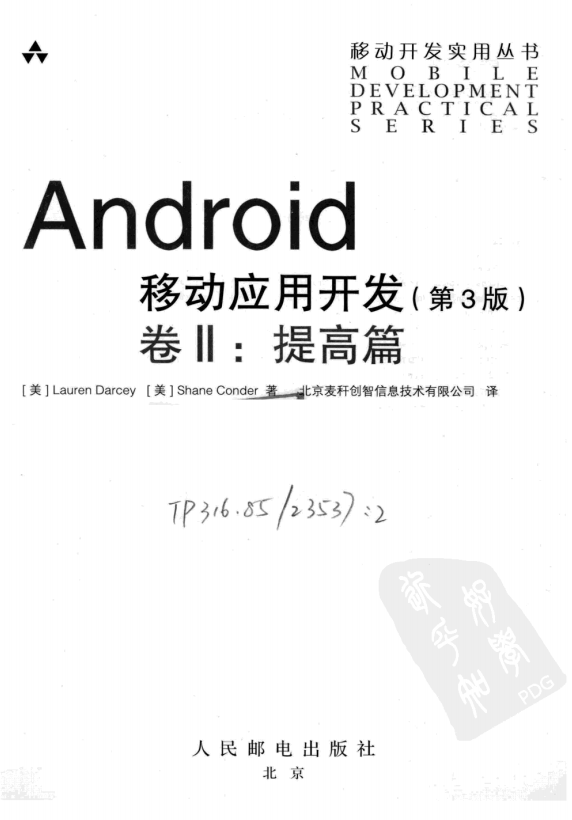 移动开发实用丛书
MOBILE
DEVELOPMENT
PRACTICAL
SERIES
Android
移动应用开发(第3版)
卷II:提高篇
[美] Lauren Darcey [美] Shane Conder 著 北京麦秆创智信息技术有限公司 译
TP316.85/2353):2
PDG
人民邮电出版社
北京